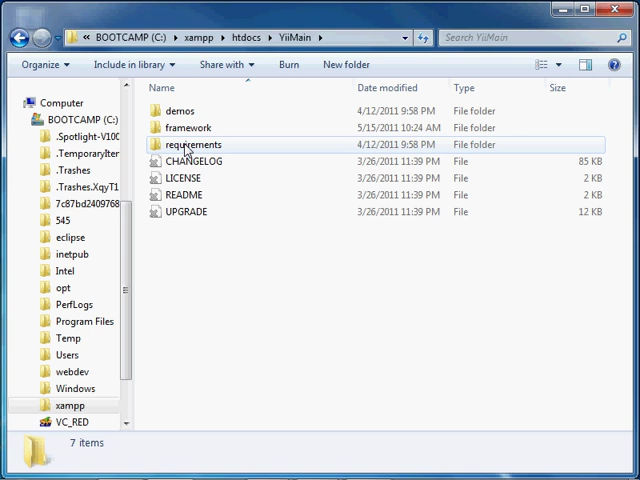 « BOOTCAMP (C:) ▸ xampp ▸ htdocs ▸ YiiMain ▸
Search YiiMain
Organize Include in library Share with Burn New folder
Name Date modified Type Size
Computer
BOOTCAMP (C:)
.Spotlight-V100
.TemporaryIter
.Trashes
.Trashes.XqyT1
7c87bd2409768
545
eclipse
inetpub
Intel
opt
PerfLogs
Program Files
Temp
Users
webdev
Windows
xampp
VC_RED
demos 4/12/2011 9:58 PM File folder
framework 5/15/2011 10:24 AM File folder
requirements 4/12/2011 9:58 PM File folder
CHANGELOG 3/26/2011 11:39 PM File 85 KB
LICENSE 3/26/2011 11:39 PM File 2 KB
README 3/26/2011 11:39 PM File 2 KB
UPGRADE 3/26/2011 11:39 PM File 12 KB
7 items